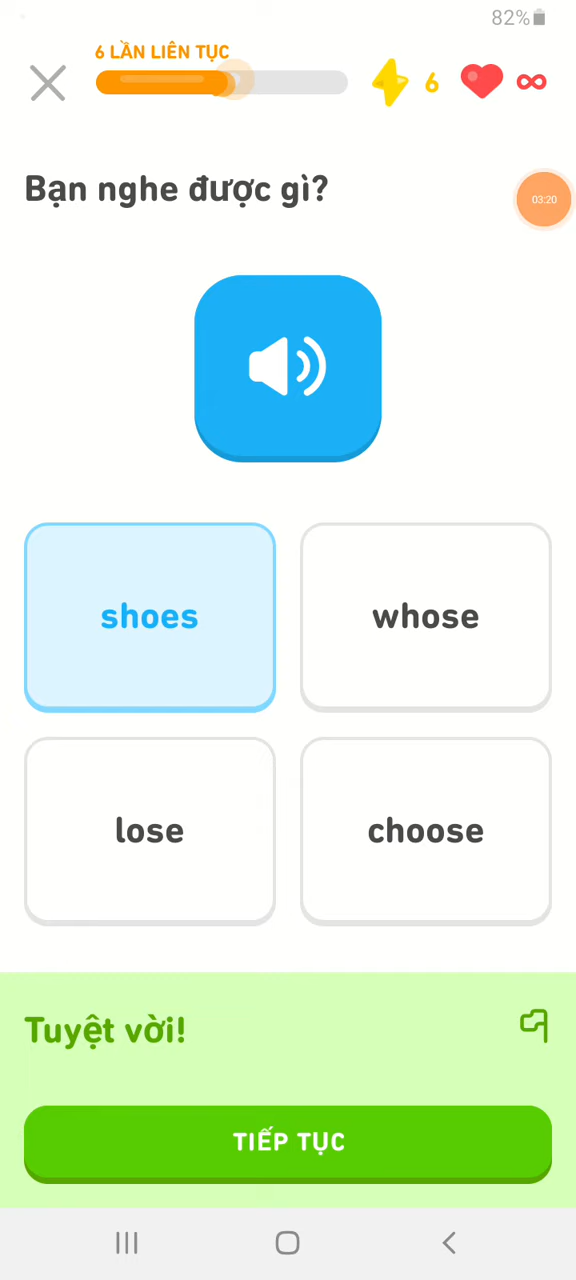 82%
6 LẦN LIÊN TỤC
6
Bạn nghe được gì?
03:20
shoes
whose
lose
choose
Tuyệt vời!
TIẾP TỤC